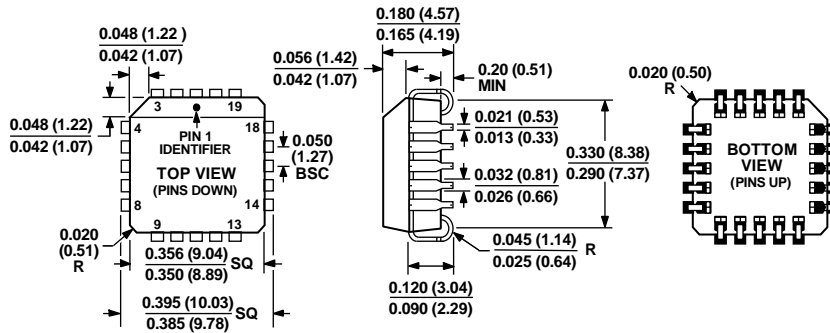 0.048 (1.22)
0.042 (1.07)
0.048 (1.22)
0.042 (1.07)
3
19
4
18
PIN 1
IDENTIFIER
TOP VIEW
(PINS DOWN)
8
14
9
13
0.050
(1.27)
BSC
0.020
(0.51)
R
0.356 (9.04)
0.350 (8.89)
SQ
0.395 (10.03)
0.385 (9.78)
SQ
0.180 (4.57)
0.165 (4.19)
0.056 (1.42)
0.042 (1.07)
0.20 (0.51)
MIN
0.021 (0.53)
0.013 (0.33)
0.032 (0.81)
0.026 (0.66)
0.330 (8.38)
0.290 (7.37)
0.045 (1.14)
0.025 (0.64)
R
0.120 (3.04)
0.090 (2.29)
0.020 (0.50)
R
BOTTOM
VIEW
(PINS UP)